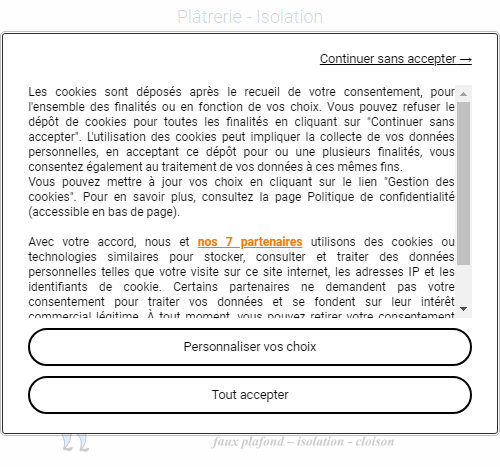 Plâtrerie - Isolation
Continuer sans accepter →
Les cookies sont déposés après le recueil de votre consentement, pour
l'ensemble des finalités ou en fonction de vos choix. Vous pouvez refuser le
dépôt de cookies pour toutes les finalités en cliquant sur "Continuer sans
accepter". L'utilisation des cookies peut impliquer la collecte de vos données
personnelles, en acceptant ce dépôt pour ou une plusieurs finalités, vous
consentez également au traitement de vos données à ces mêmes fins.
Vous pouvez mettre à jour vos choix en cliquant sur le lien "Gestion des
cookies". Pour en savoir plus, consultez la page Politique de confidentialité
(accessible en bas de page).
Avec votre accord, nous et nos 7 partenaires utilisons des cookies ou
technologies similaires pour stocker, consulter et traiter des données
personnelles telles que votre visite sur ce site internet, les adresses IP et les
identifiants de cookie. Certains partenaires ne demandent pas votre
consentement pour traiter vos données et se fondent sur leur intérêt
commercial légitime. À tout moment, vous pouvez retirer votre consentement
Personnaliser vos choix
Tout accepter
faux plafond – isolation - cloison